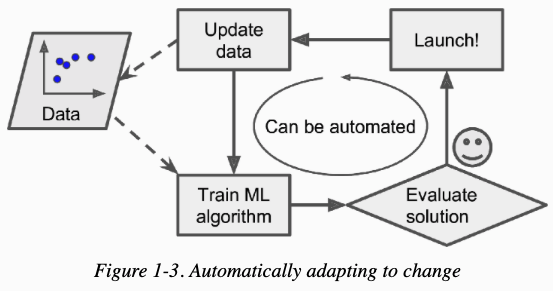 Update
data
Launch!
Data
Can be automated
Train ML
algorithm
Evaluate
solution
Figure 1-3. Automatically adapting to change